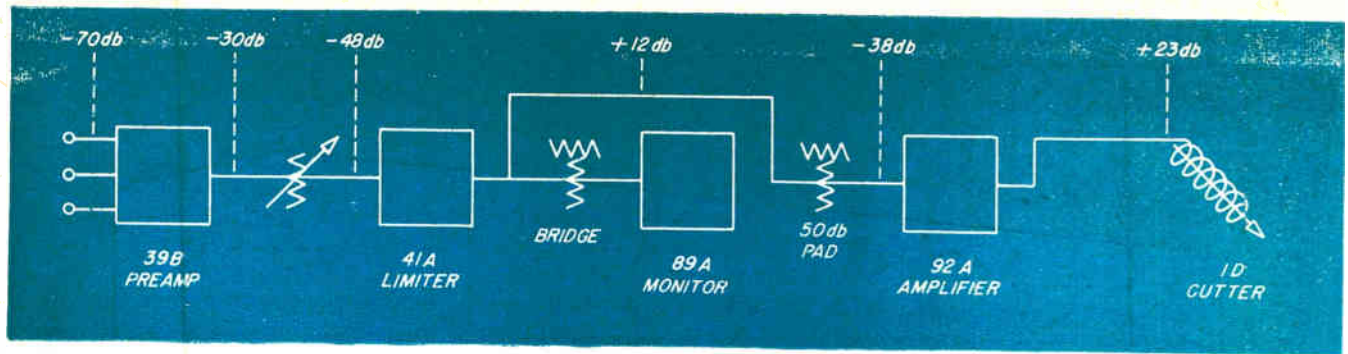 -70db
-30db
-48db
+12db
-38db
+23db
39B
PREAMP
41A
LIMITER
BRIDGE
89A
MONITOR
50db
PAD
92A
AMPLIFIER
1D
CUTTER